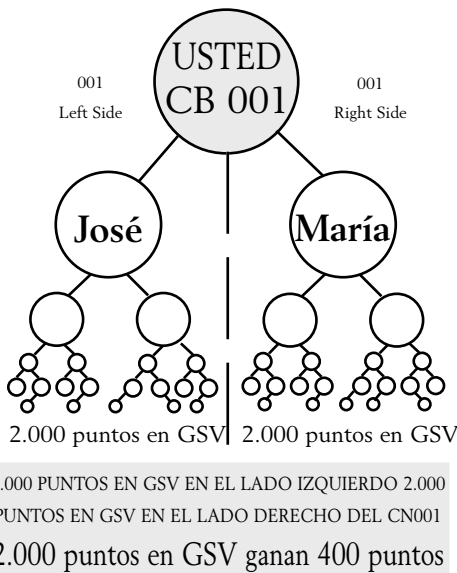 USTED
CB 001
001
Left Side
001
Right Side
José
María
2.000 puntos en GSV
2.000 puntos en GSV
.000 PUNTOS EN GSV EN EL LADO IZQUIERDO 2.000
PUNTOS EN GSV EN EL LADO DERECHO DEL CN001
2.000 puntos en GSV ganan 400 puntos